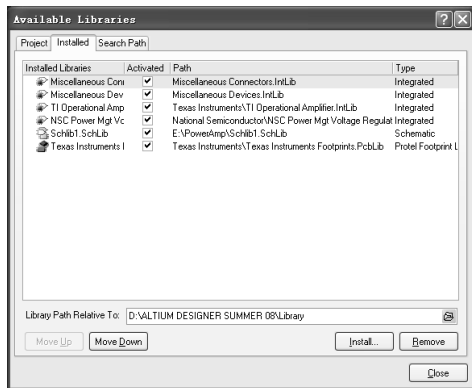 Available Libraries
Project Installed Search Path
Installed Libraries Activated Path Type
Miscellaneous Conn Miscellaneous Connectors.IntLib Integrated
Miscellaneous Dev Miscellaneous Devices.IntLib Integrated
TI Operational Amp Texas Instruments\TI Operational Amplifier.IntLib Integrated
NSC Power Mgt Vc National Semiconductor\NSC Power Mgt Voltage Regulat Integrated
Schlib1.SchLib E:\PowerAmp\Schlib1.SchLib Schematic
Texas Instruments I Texas Instruments\Texas Instruments Footprints.PcbLib Protel Footprint L
Library Path Relative To: D:\ALTIUM DESIGNER SUMMER 08\Library
Move Up Move Down Install... Remove
Close